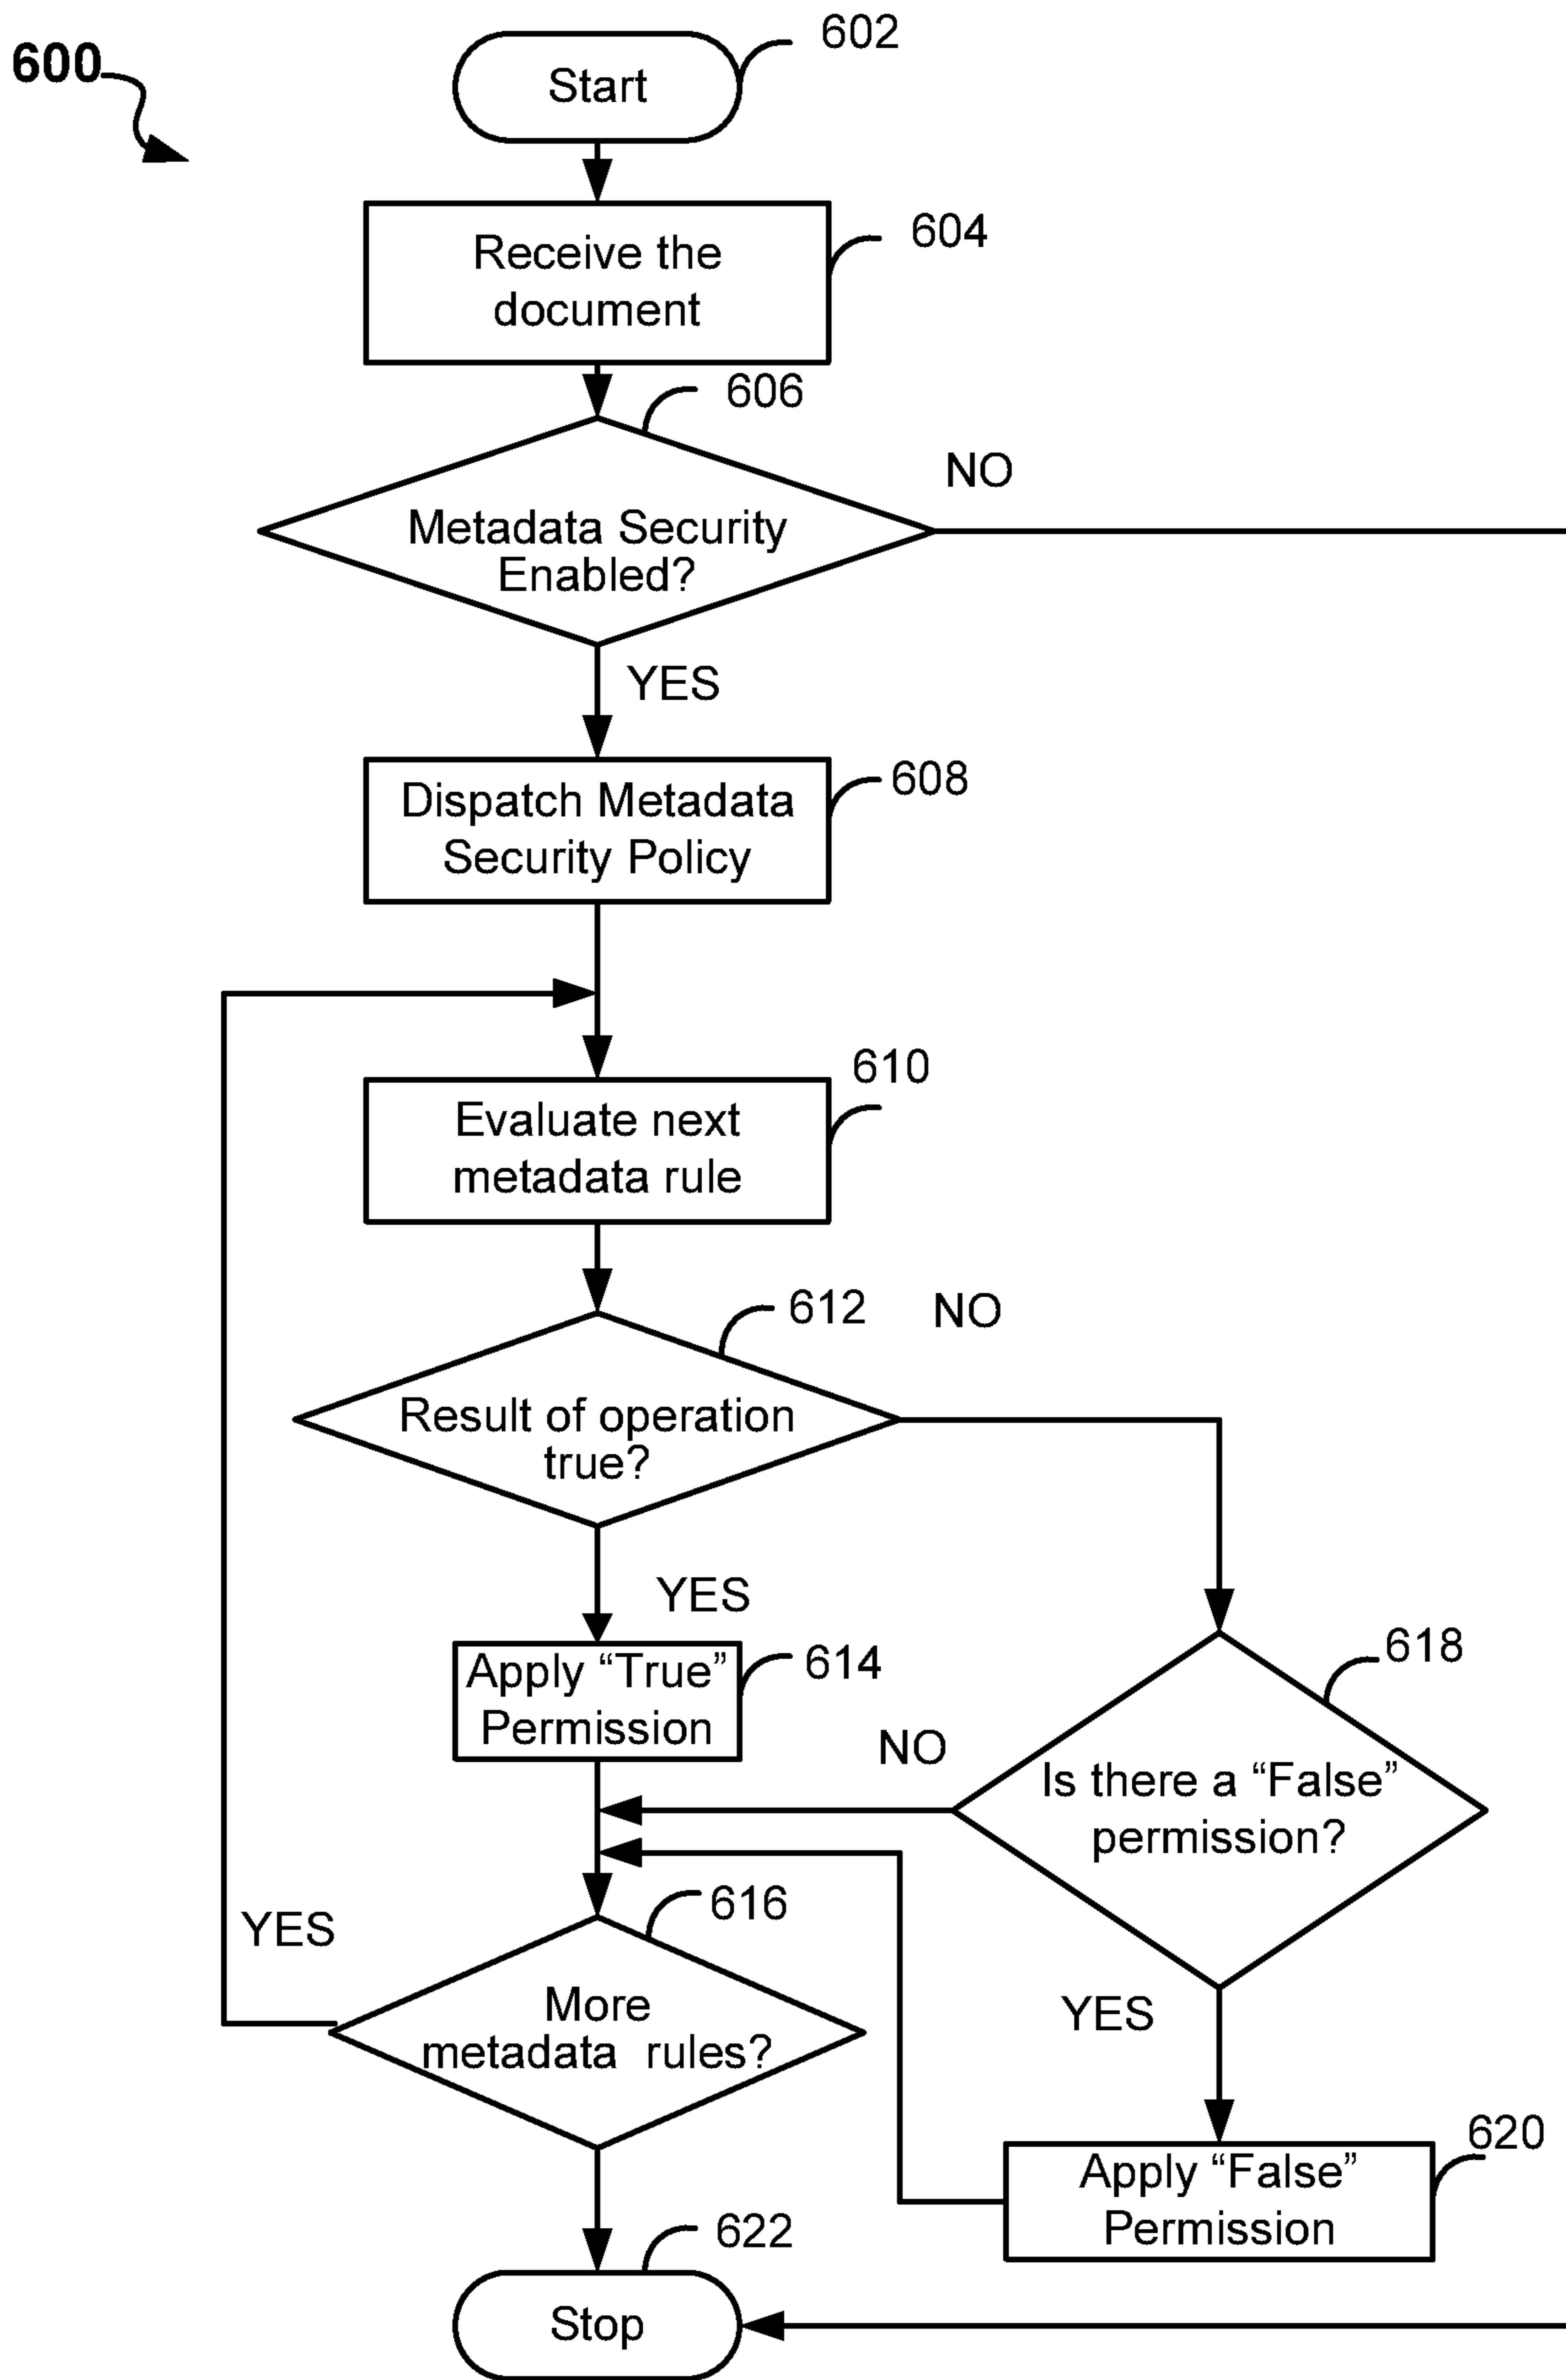 600
602
Start
604
Receive the
document
606
NO
Metadata Security
Enabled?
YES
608
Dispatch Metadata
Security Policy
610
Evaluate next
metadata rule
612
NO
Result of operation
true?
YES
614
Apply “True”
Permission
618
NO
Is there a “False”
permission?
616
YES
More
metadata rules?
YES
620
Apply “False”
Permission
622
Stop